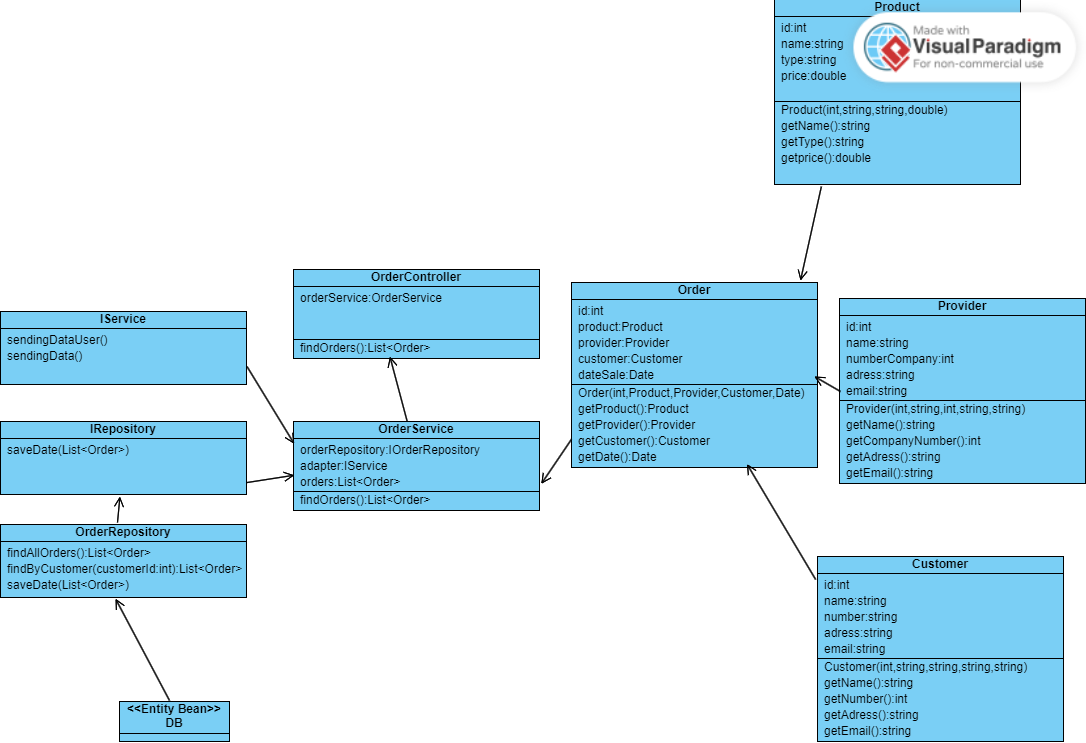 Product
id:int
name:string
type:string
price:double
Product(int,string,string,double)
getName():string
getType():string
getprice():double
Made with
Visual Paradigm
For non-commercial use
OrderController
orderService:OrderService
findOrders():List<Order>
IService
sendingDataUser()
sendingData()
Order
id:int
product:Product
provider:Provider
customer:Customer
dateSale:Date
Order(int,Product,Provider,Customer,Date)
getProduct():Product
getProvider():Provider
getCustomer():Customer
getDate():Date
Provider
id:int
name:string
numberCompany:int
adress:string
email:string
Provider(int,string,int,string,string)
getName():string
getCompanyNumber():int
getAdress():string
getEmail():string
IRepository
saveDate(List<Order>)
OrderService
orderRepository:IOrderRepository
adapter:IService
orders:List<Order>
findOrders():List<Order>
OrderRepository
findAllOrders():List<Order>
findByCustomer(customerId:int):List<Order>
saveDate(List<Order>)
Customer
id:int
name:string
number:string
adress:string
email:string
Customer(int,string,string,string,string)
getName():string
getNumber():int
getAdress():string
getEmail():string
<<Entity Bean>>
DB